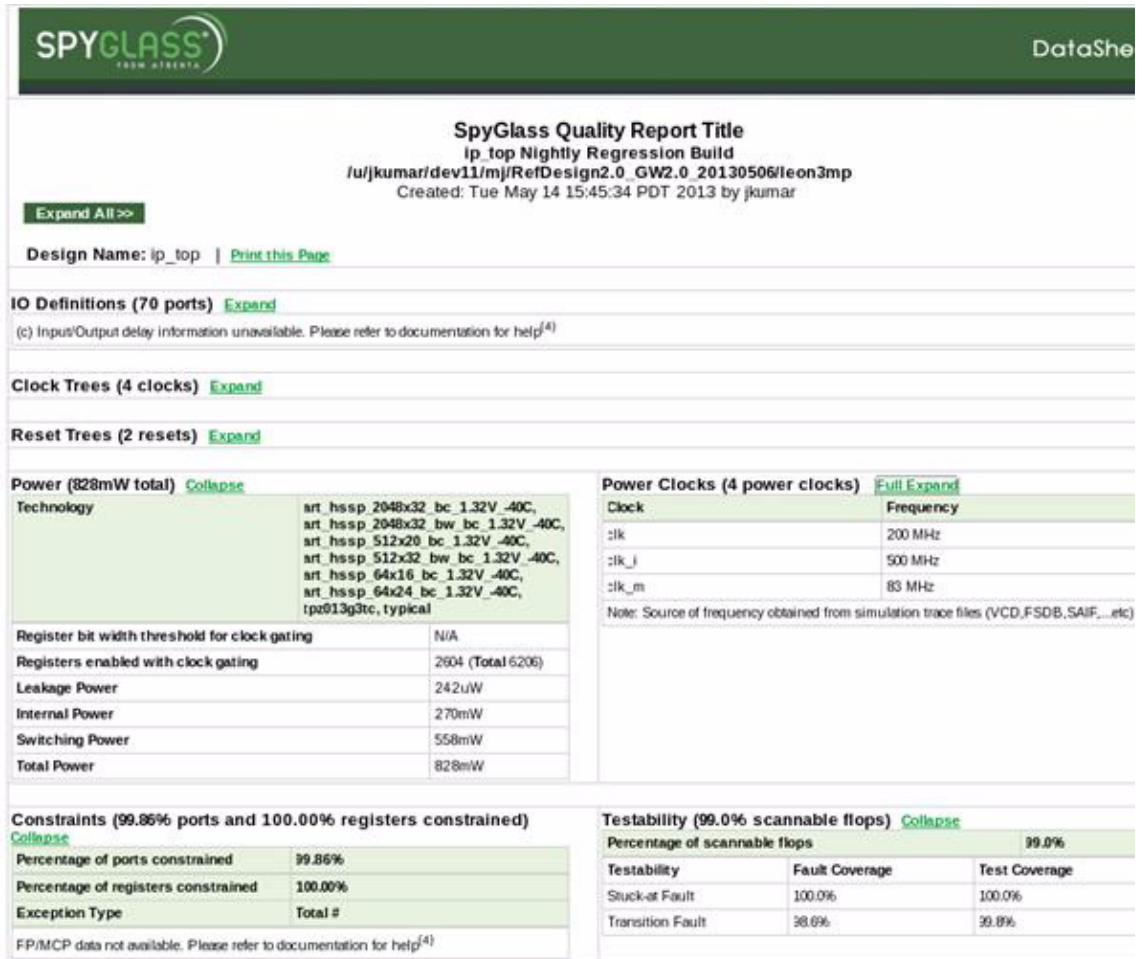 SPYGLASS
FROM ATRENTA
DataShe
SpyGlass Quality Report Title
ip_top Nightly Regression Build
/u/jkumar/dev11/mj/RefDesign2.0_GW2.0_20130506/leon3mp
Created: Tue May 14 15:45:34 PDT 2013 by jkumar
Expand All >>
Design Name: ip_top | Print this Page
IO Definitions (70 ports) Expand
(c) Input/Output delay information unavailable. Please refer to documentation for help(4)
Clock Trees (4 clocks) Expand
Reset Trees (2 resets) Expand
Power (828mW total) Collapse
Technology
art_hssp_2048x32_bc_1.32V_-40C,
art_hssp_2048x32_bw_bc_1.32V_-40C,
art_hssp_512x20_bc_1.32V_-40C,
art_hssp_512x32_bw_bc_1.32V_-40C,
art_hssp_64x16_bc_1.32V_-40C,
art_hssp_64x24_bc_1.32V_-40C,
tpz013g3tc, typical
Register bit width threshold for clock gating N/A
Registers enabled with clock gating 2604 (Total 6206)
Leakage Power 242uW
Internal Power 270mW
Switching Power 558mW
Total Power 828mW
Power Clocks (4 power clocks) Full Expand
Clock Frequency
clk 200 MHz
clk_i 500 MHz
clk_m 83 MHz
Note: Source of frequency obtained from simulation trace files (VCD,FSDB,SAIF,...etc)
Constraints (99.86% ports and 100.00% registers constrained)
Collapse
Percentage of ports constrained 99.86%
Percentage of registers constrained 100.00%
Exception Type Total #
FP/MCP data not available. Please refer to documentation for help(4)
Testability (99.0% scannable flops) Collapse
Percentage of scannable flops 99.0%
Testability Fault Coverage Test Coverage
Stuck-at Fault 100.0% 100.0%
Transition Fault 98.6% 99.8%